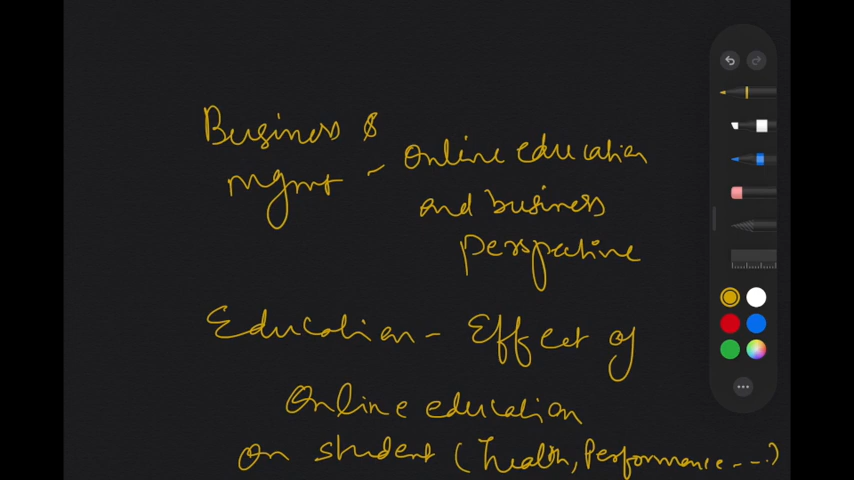 Business &
mgmt - Online education
and business
perspective
Education - Effect of
Online education
on student (health, Performance ---)